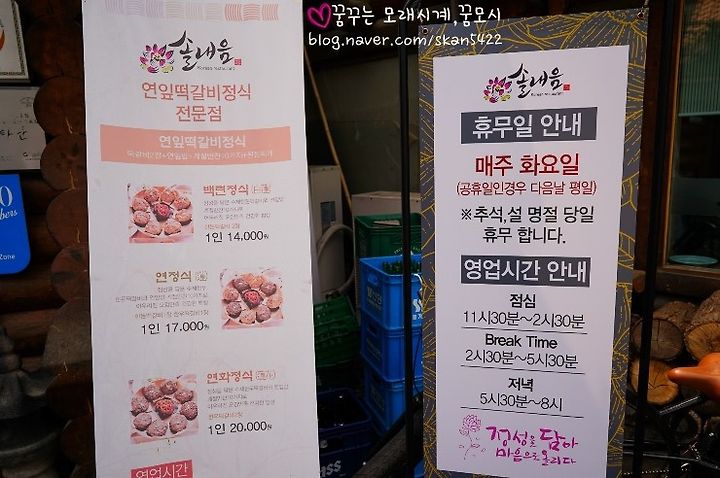 꿈꾸는 모래시계,꿈모시
blog.naver.com/skan5422
솔내음
Korean restaurant
연잎떡갈비정식
전문점
연잎떡갈비정식
백련정식
1인 14,000원
연정식
1인 17,000원
연화정식
1인 20,000원
영업시간
솔내음
Korean restaurant
휴무일 안내
매주 화요일
(공휴일인경우 다음날 평일)
※추석,설 명절 당일
휴무 합니다.
영업시간 안내
점심
11시30분~2시30분
Break Time
2시30분~5시30분
저녁
5시30분~8시
정성을 담아
마음으로 올리다